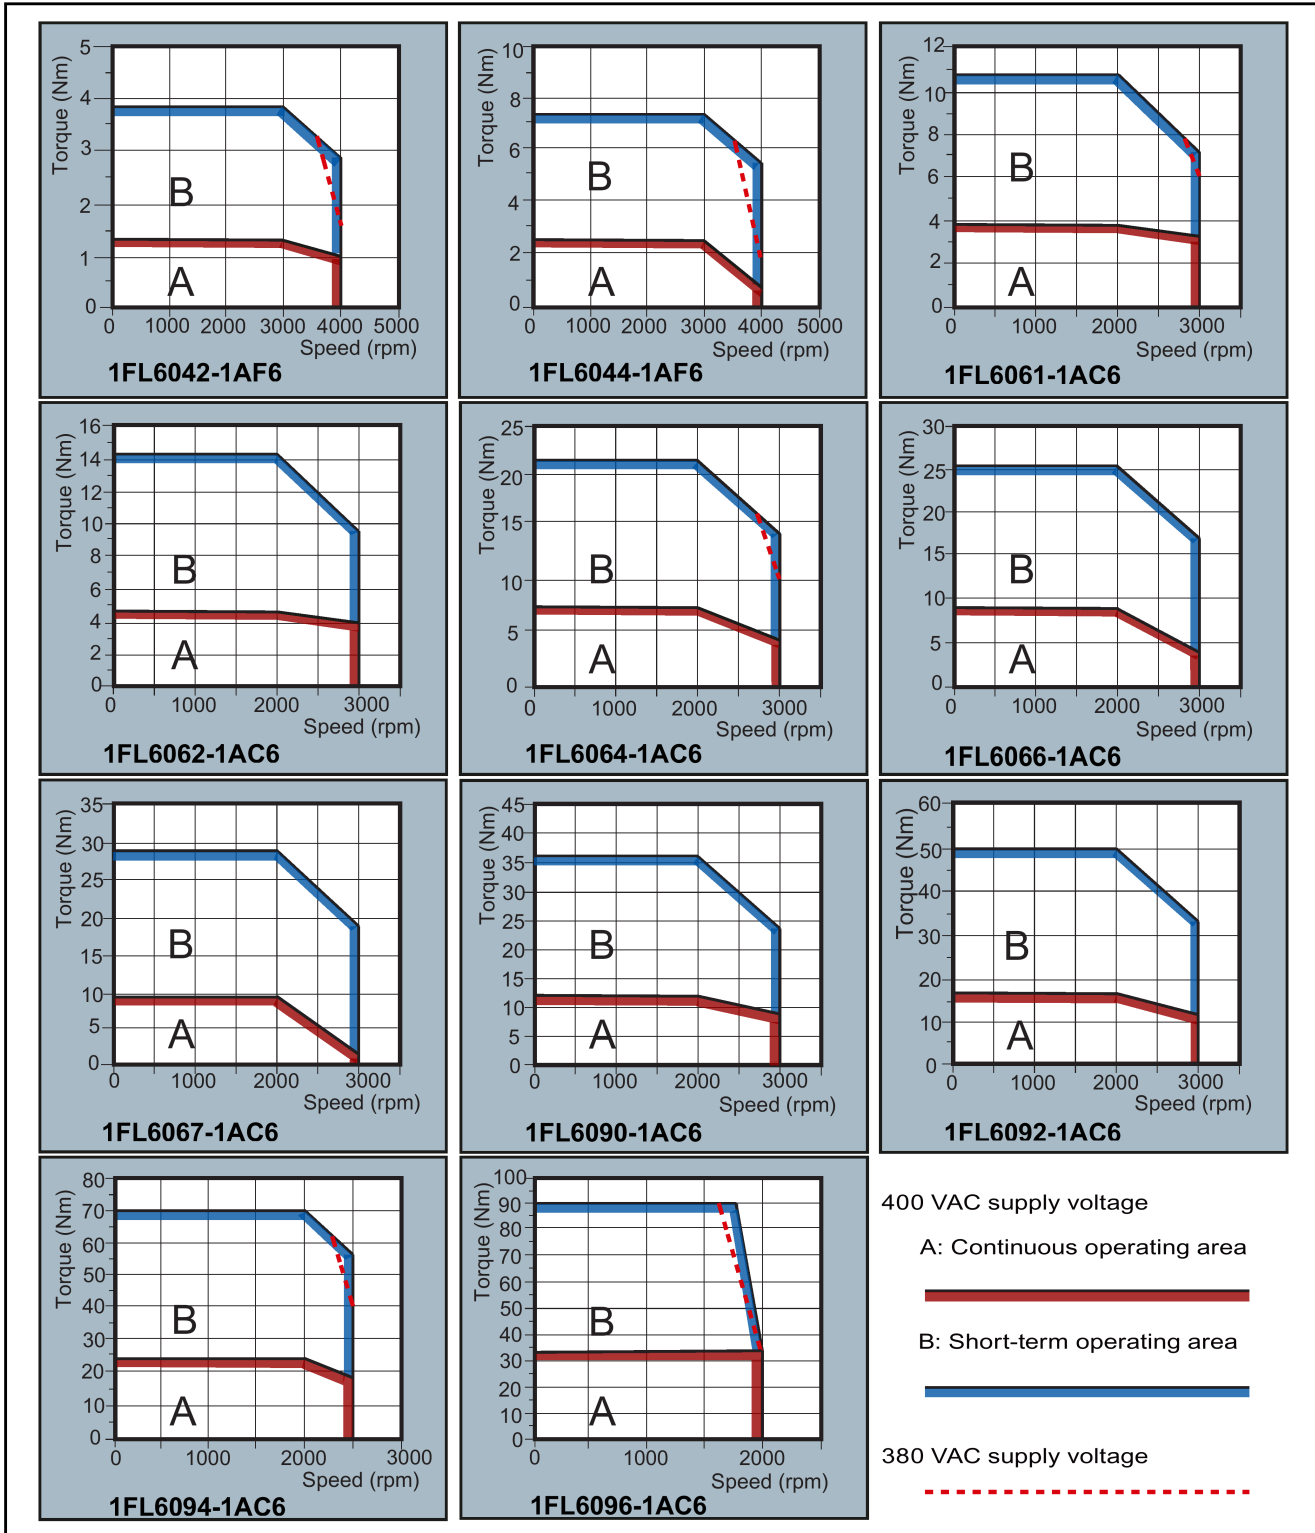 Torque (Nm)
5
4
3
2
1
0
B
A
0 1000 2000 3000 4000 5000
Speed (rpm)
1FL6042-1AF6
Torque (Nm)
10
8
6
4
2
0
B
A
0 1000 2000 3000 4000 5000
Speed (rpm)
1FL6044-1AF6
Torque (Nm)
12
10
8
6
4
2
0
B
A
0 1000 2000 3000
Speed (rpm)
1FL6061-1AC6
Torque (Nm)
16
14
12
10
8
6
4
2
0
B
A
0 1000 2000 3000
Speed (rpm)
1FL6062-1AC6
Torque (Nm)
25
20
15
10
5
0
B
A
0 1000 2000 3000
Speed (rpm)
1FL6064-1AC6
Torque (Nm)
30
25
20
15
10
5
0
B
A
0 1000 2000 3000
Speed (rpm)
1FL6066-1AC6
Torque (Nm)
35
30
25
20
15
10
5
0
B
A
0 1000 2000 3000
Speed (rpm)
1FL6067-1AC6
Torque (Nm)
45
40
35
30
25
20
15
10
5
0
B
A
0 1000 2000 3000
Speed (rpm)
1FL6090-1AC6
Torque (Nm)
60
50
40
30
20
10
0
B
A
0 1000 2000 3000
Speed (rpm)
1FL6092-1AC6
Torque (Nm)
80
70
60
50
40
30
20
10
0
B
A
0 1000 2000 3000
Speed (rpm)
1FL6094-1AC6
Torque (Nm)
100
90
80
70
60
50
40
30
20
10
0
B
A
0 1000 2000
Speed (rpm)
1FL6096-1AC6
400 VAC supply voltage
A: Continuous operating area
B: Short-term operating area
380 VAC supply voltage